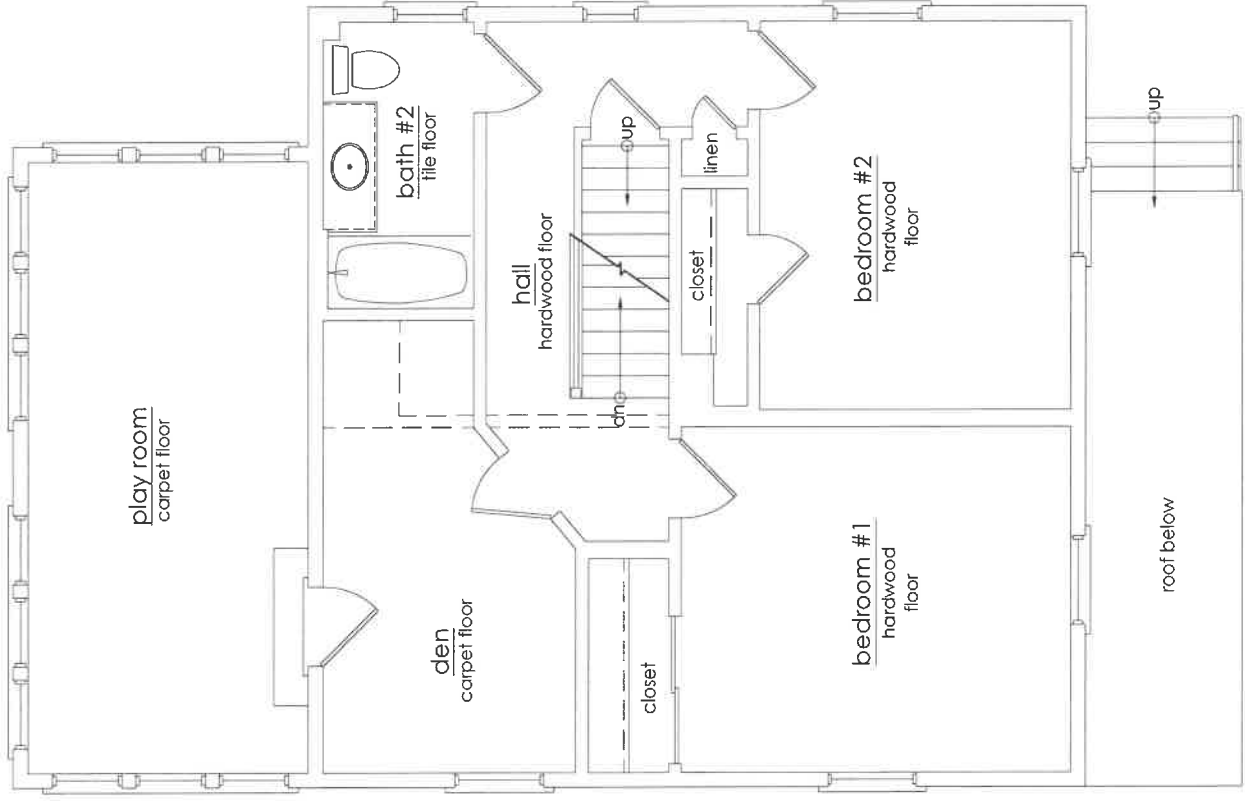 play room
carpet floor
bath #2
tile floor
den
carpet floor
hall
hardwood floor
up
dn
linen
closet
closet
bedroom #2
hardwood
floor
bedroom #1
hardwood
floor
up
roof below